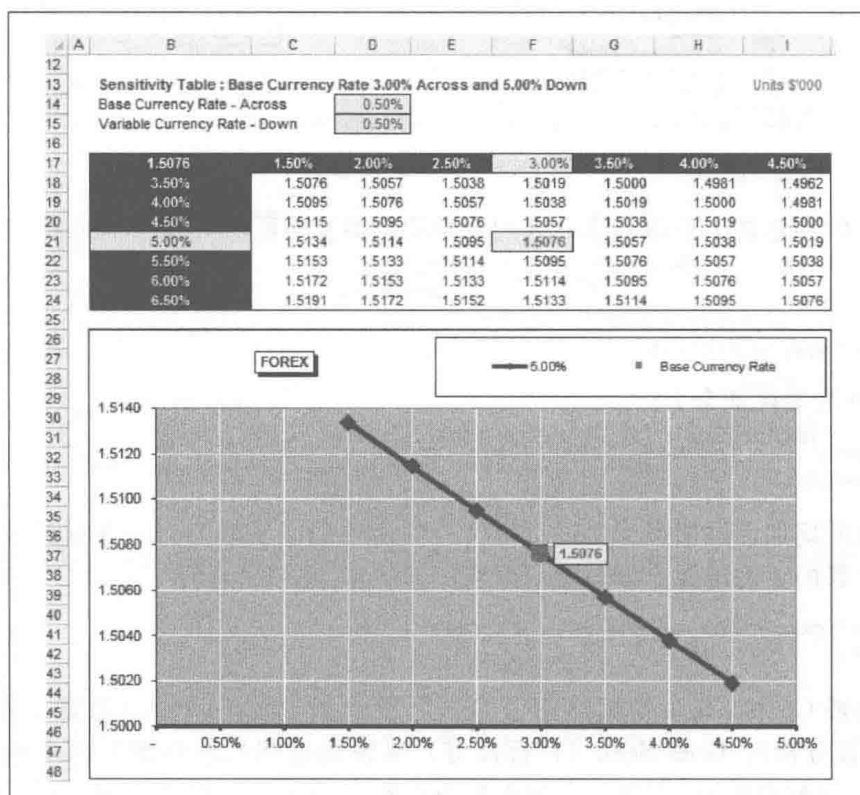 A B C D E F G H I
12
13 Sensitivity Table : Base Currency Rate 3.00% Across and 5.00% Down Units $'000
14 Base Currency Rate - Across 0.50%
15 Variable Currency Rate - Down 0.50%
16
17 1.5076 1.50% 2.00% 2.50% 3.00% 3.50% 4.00% 4.50%
18 3.50% 1.5076 1.5057 1.5038 1.5019 1.5000 1.4981 1.4962
19 4.00% 1.5095 1.5076 1.5057 1.5038 1.5019 1.5000 1.4981
20 4.50% 1.5115 1.5095 1.5076 1.5057 1.5038 1.5019 1.5000
21 5.00% 1.5134 1.5114 1.5095 1.5076 1.5057 1.5038 1.5019
22 5.50% 1.5153 1.5133 1.5114 1.5095 1.5076 1.5057 1.5038
23 6.00% 1.5172 1.5153 1.5133 1.5114 1.5095 1.5076 1.5057
24 6.50% 1.5191 1.5172 1.5152 1.5133 1.5114 1.5095 1.5076
25
26
27 FOREX 5.00% Base Currency Rate
28
29
30 1.5140
31
32 1.5120
33
34 1.5100
35
36 1.5080
37 1.5076
38
39 1.5060
40
41 1.5040
42
43 1.5020
44
45 1.5000
46
47 - 0.50% 1.00% 1.50% 2.00% 2.50% 3.00% 3.50% 4.00% 4.50% 5.00%
48